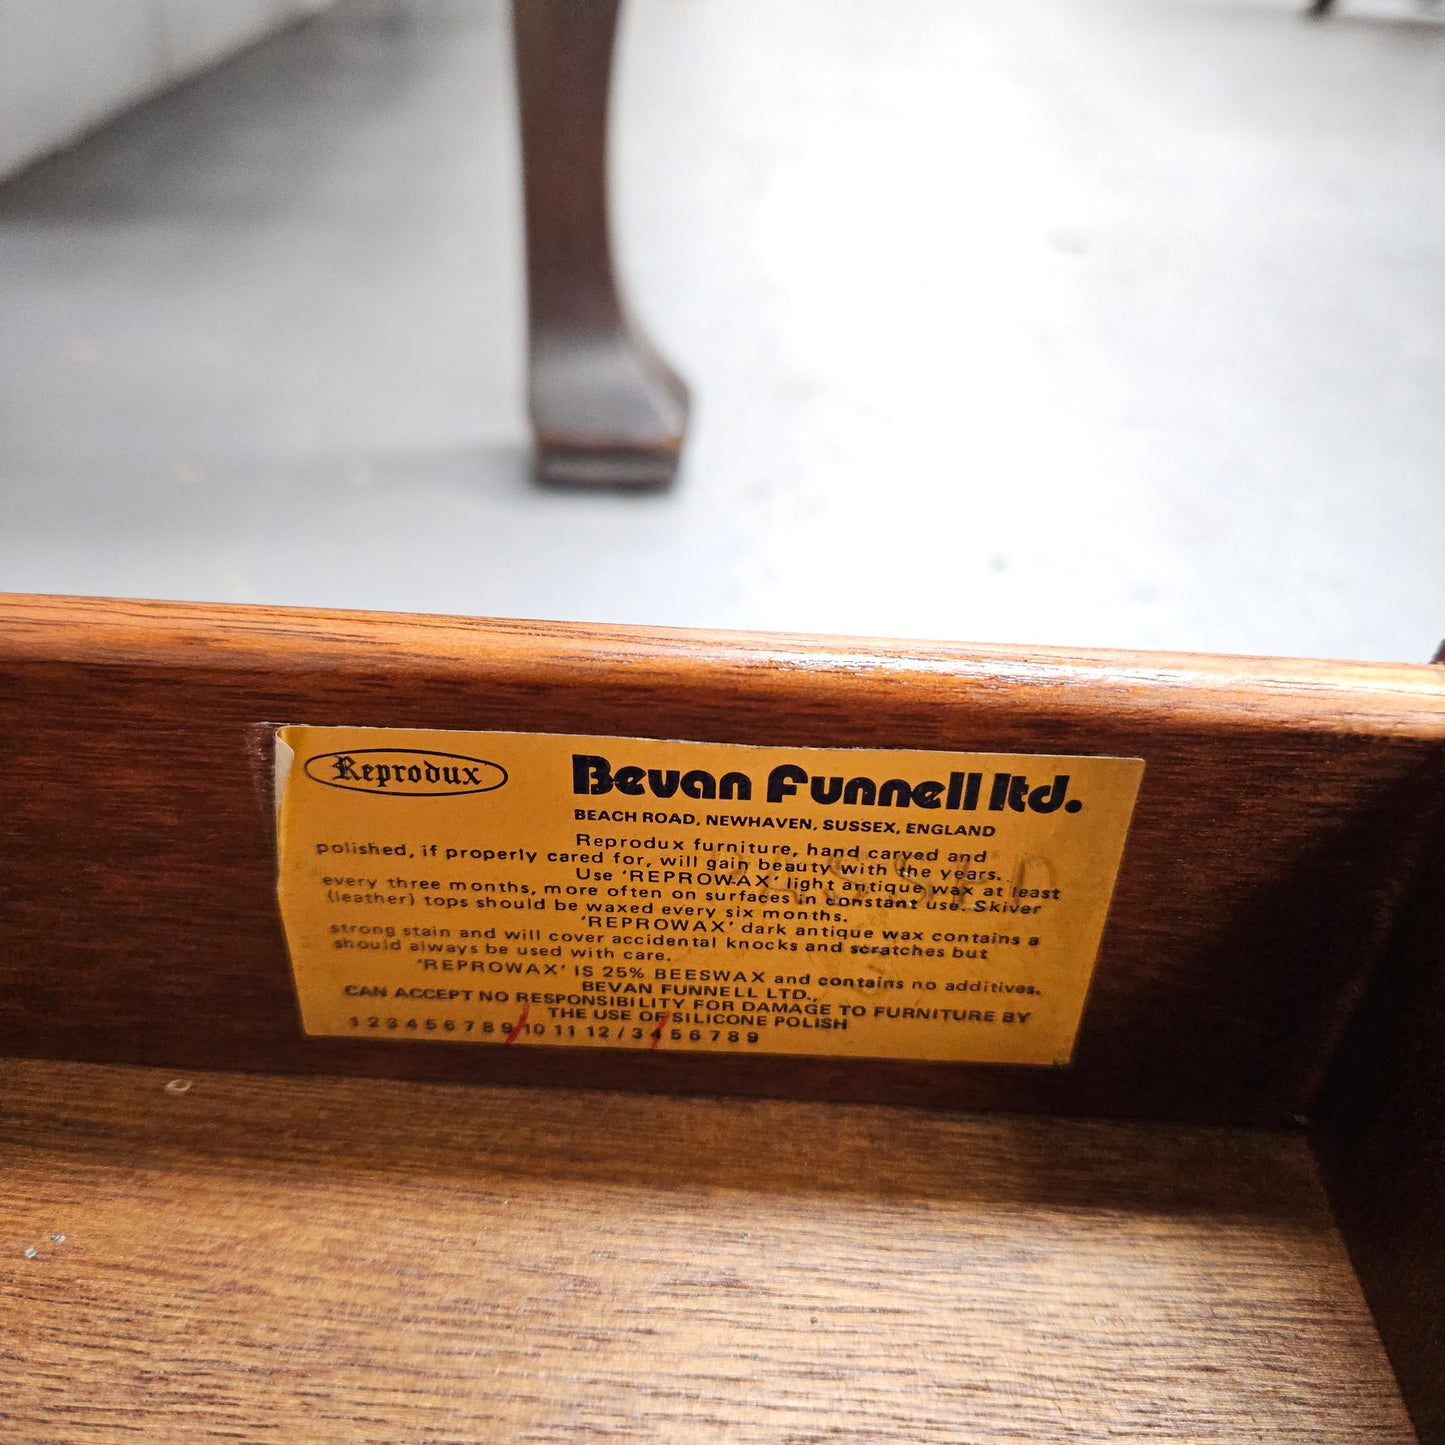 Reprodux
Bevan Funnell ltd.
BEACH ROAD, NEWHAVEN, SUSSEX, ENGLAND
Reprodux furniture, hand carved and
polished, if properly cared for, will gain beauty with the years.
Use 'REPROWAX' light antique wax at least
every three months, more often on surfaces in constant use. Skiver
(leather) tops should be waxed every six months.
'REPROWAX' dark antique wax contains a
strong stain and will cover accidental knocks and scratches but
should always be used with care.
'REPROWAX' IS 25% BEESWAX and contains no additives.
BEVAN FUNNELL LTD.,
CAN ACCEPT NO RESPONSIBILITY FOR DAMAGE TO FURNITURE BY
THE USE OF SILICONE POLISH
1 2 3 4 5 6 7 8 9 10 11 12 / 3 4 5 6 7 8 9